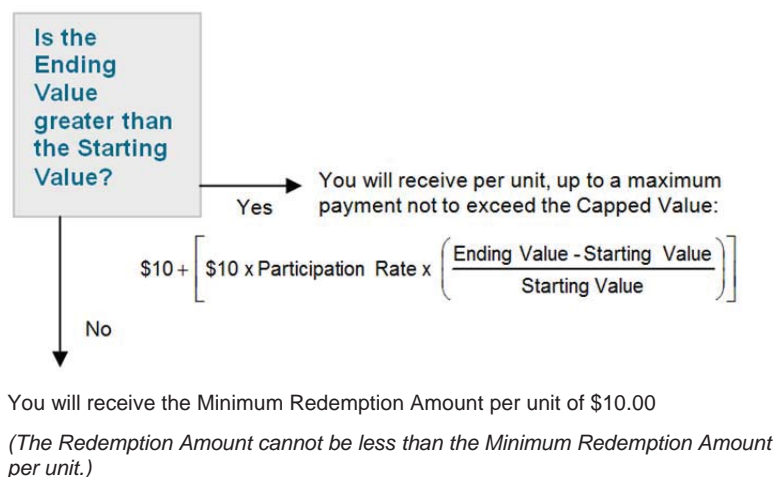 Is the
Ending
Value
greater than
the Starting
Value?
Yes
You will receive per unit, up to a maximum
payment not to exceed the Capped Value:
$10 + [ $10 x Participation Rate x ( Ending Value - Starting Value
Starting Value ) ]
No
You will receive the Minimum Redemption Amount per unit of $10.00
(The Redemption Amount cannot be less than the Minimum Redemption Amount
per unit.)